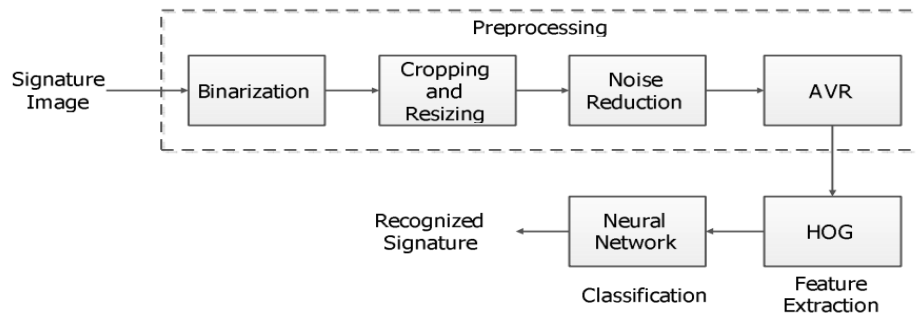 Preprocessing
Signature
Image
Binarization
Cropping
and
Resizing
Noise
Reduction
AVR
Recognized
Signature
Neural
Network
HOG
Classification
Feature
Extraction